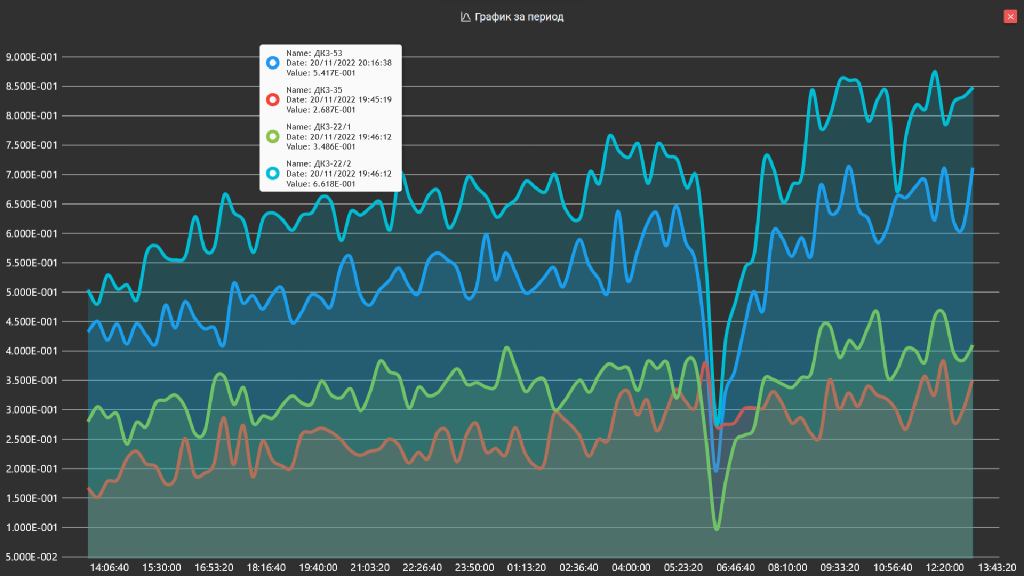 График за период
Name: ДКЗ-53
Date: 20/11/2022 20:16:38
Value: 5.417E-001
Name: ДКЗ-35
Date: 20/11/2022 19:45:19
Value: 2.687E-001
Name: ДКЗ-22/1
Date: 20/11/2022 19:46:12
Value: 3.486E-001
Name: ДКЗ-22/2
Date: 20/11/2022 19:46:12
Value: 6.618E-001
9.000E-001
8.500E-001
8.000E-001
7.500E-001
7.000E-001
6.500E-001
6.000E-001
5.500E-001
5.000E-001
4.500E-001
4.000E-001
3.500E-001
3.000E-001
2.500E-001
2.000E-001
1.500E-001
1.000E-001
5.000E-002
14:06:40 15:30:00 16:53:20 18:16:40 19:40:00 21:03:20 22:26:40 23:50:00 01:13:20 02:36:40 04:00:00 05:23:20 06:46:40 08:10:00 09:33:20 10:56:40 12:20:00 13:43:20